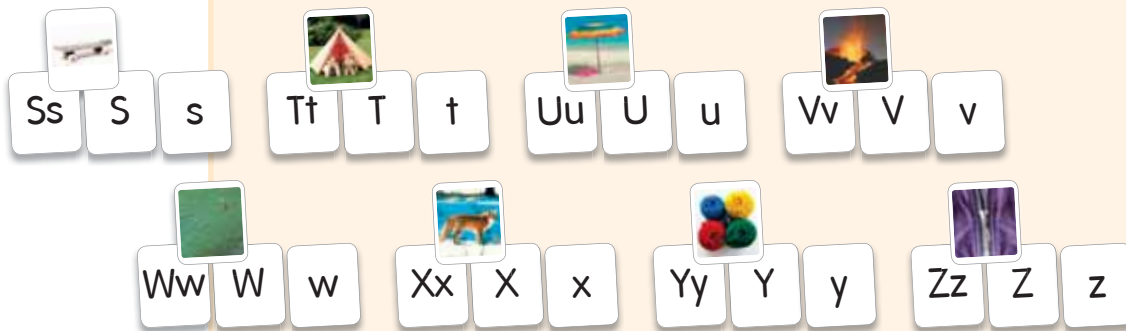 Ss S s Tt T t Uu U u Vv V v
Ww W w Xx X x Yy Y y Zz Z z